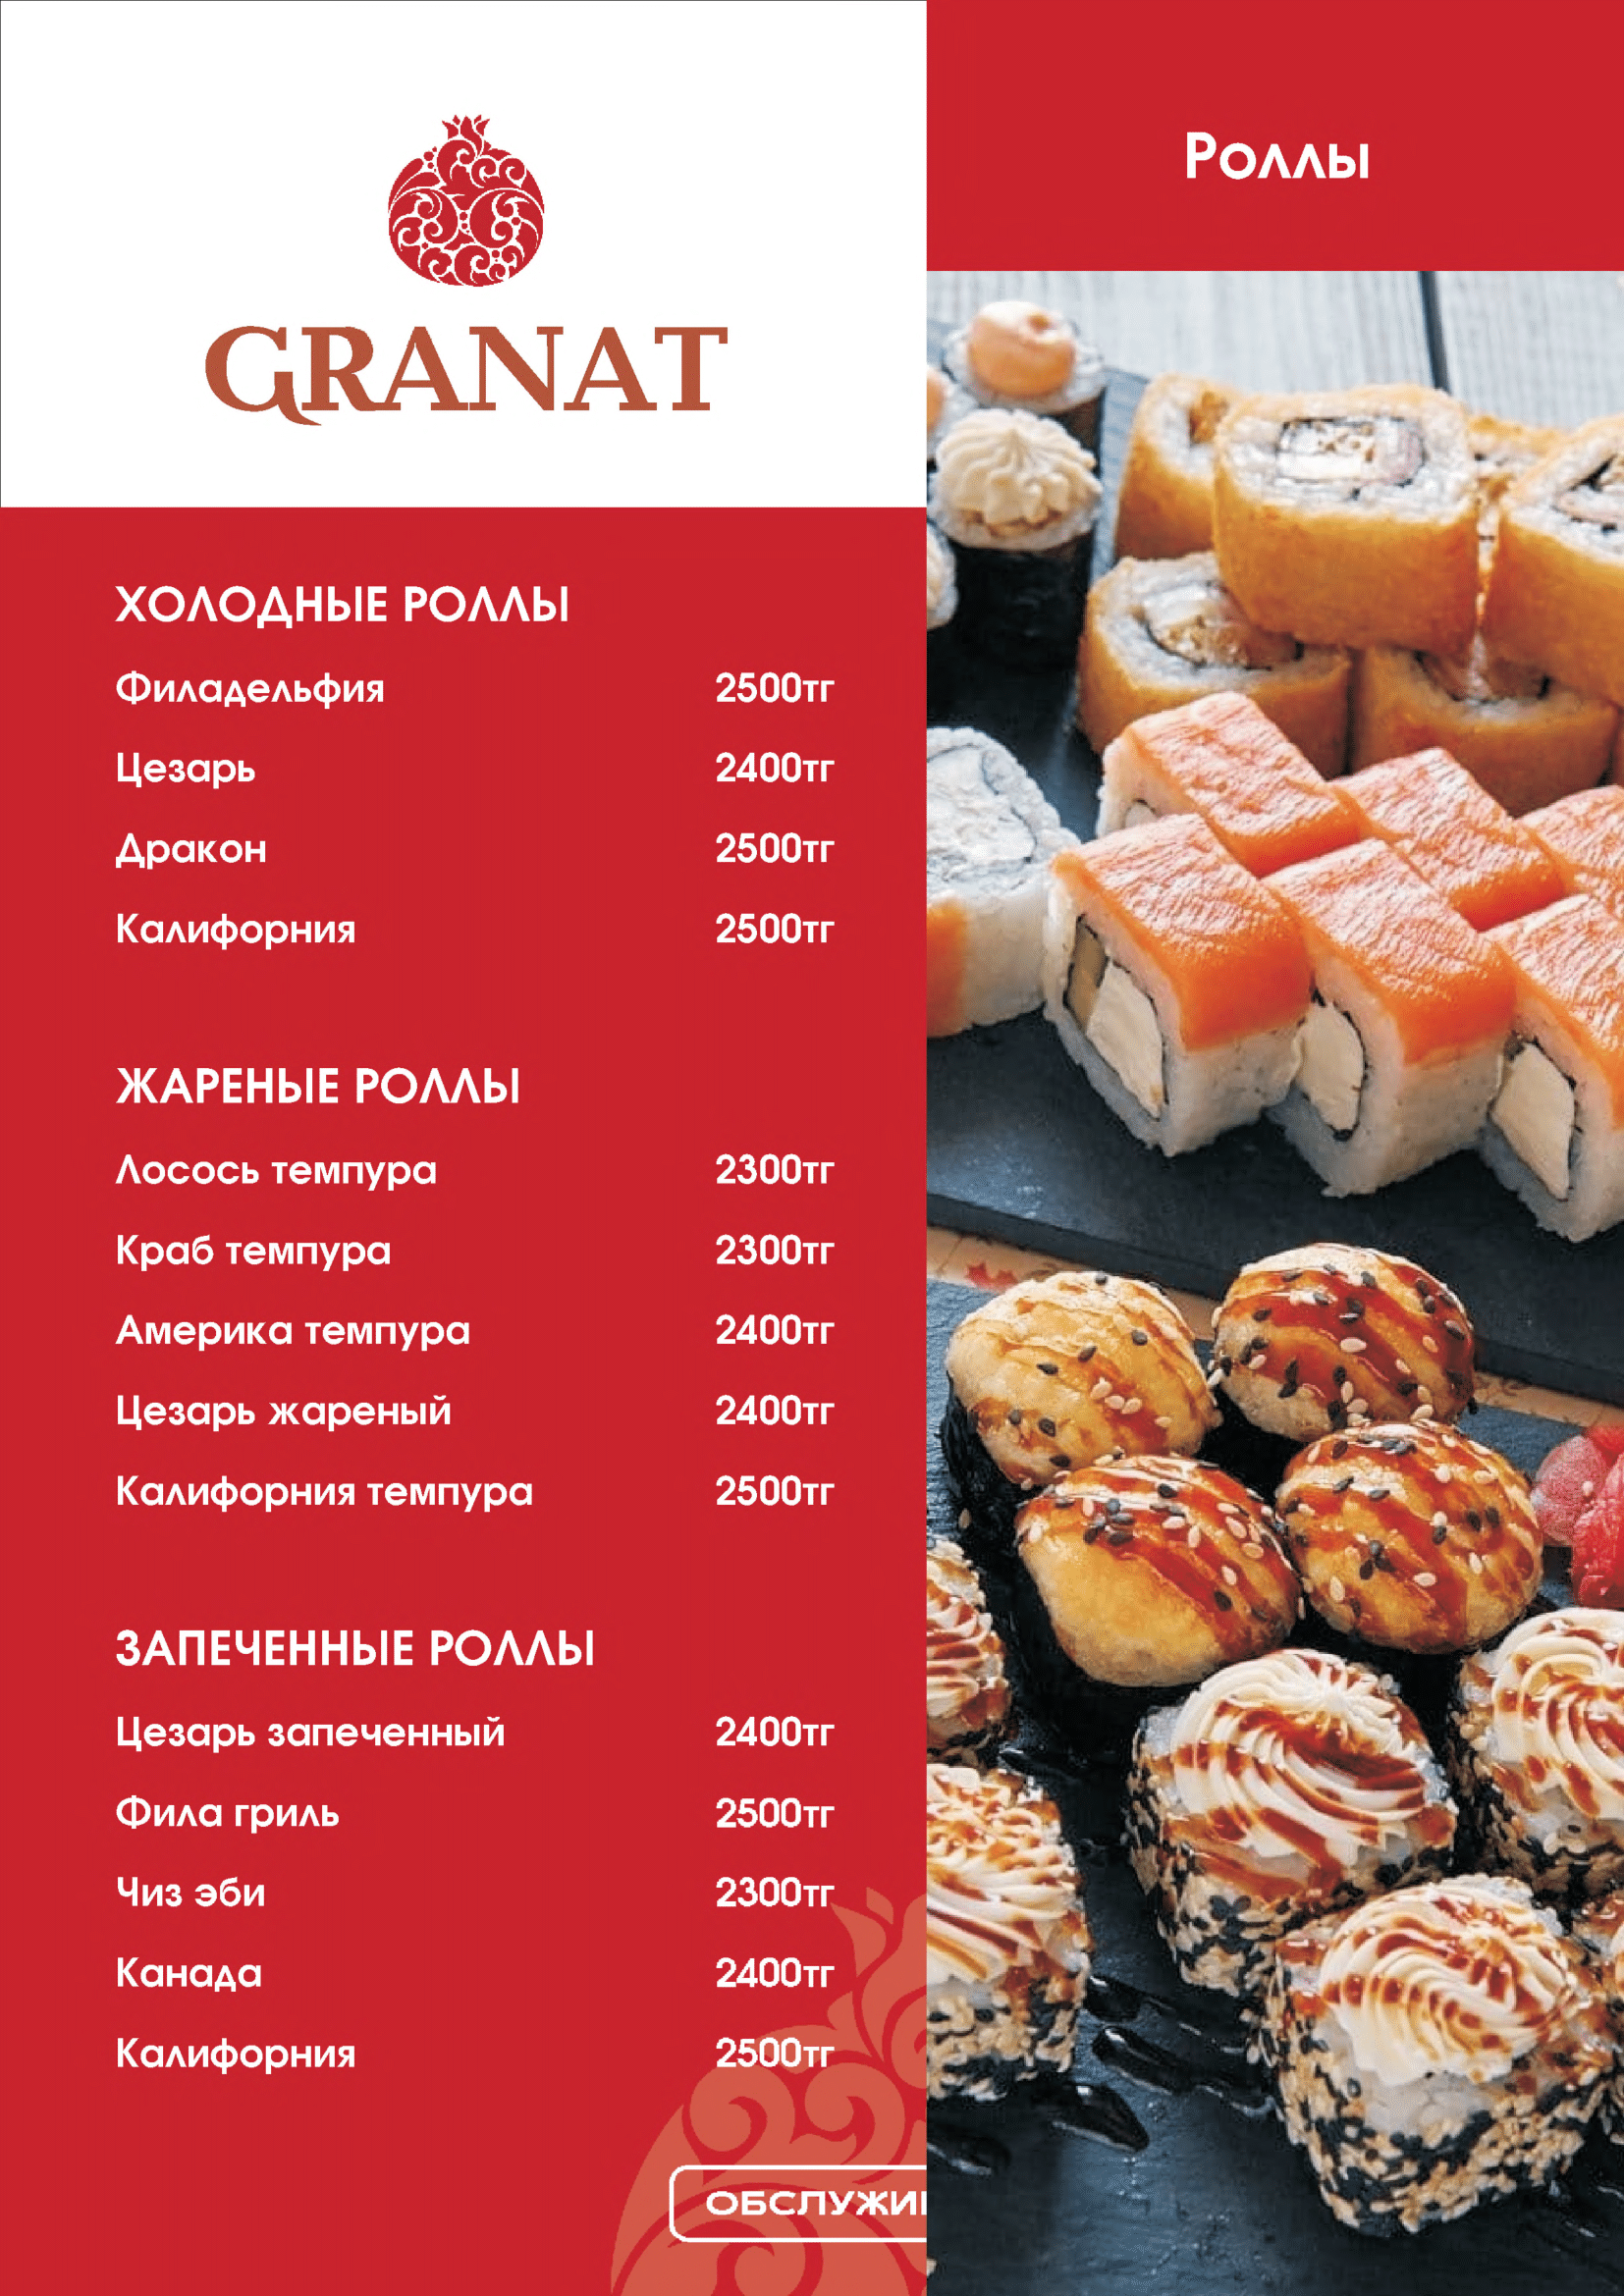 GRANAT
Роллы
ХОЛОДНЫЕ РОЛЛЫ
Филадельфия 2500тг
Цезарь 2400тг
Дракон 2500тг
Калифорния 2500тг
ЖАРЕНЫЕ РОЛЛЫ
Лосось темпура 2300тг
Краб темпура 2300тг
Америка темпура 2400тг
Цезарь жареный 2400тг
Калифорния темпура 2500тг
ЗАПЕЧЕННЫЕ РОЛЛЫ
Цезарь запеченный 2400тг
Фила гриль 2500тг
Чиз эби 2300тг
Канада 2400тг
Калифорния 2500тг